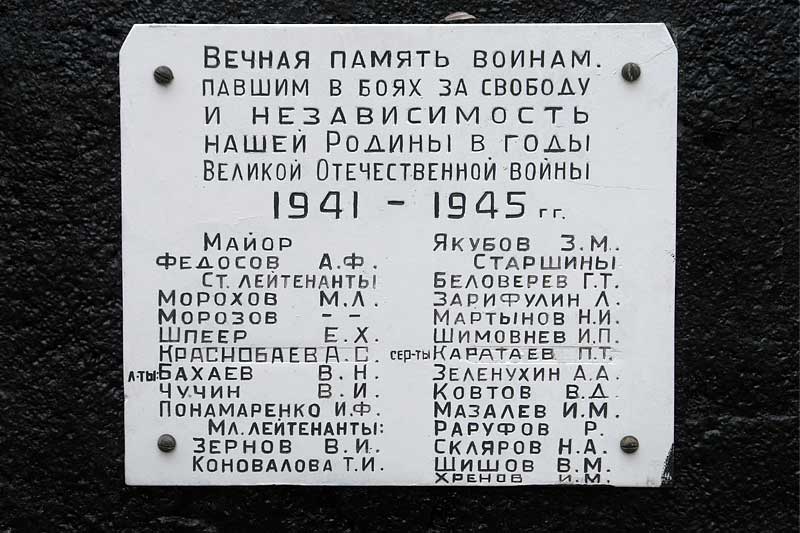 Вечная память воинам.
павшим в боях за свободу
и независимость
нашей Родины в годы
Великой Отечественной войны
1941 – 1945 гг.
Майор
Федосов А.Ф.
Ст. лейтенанты
Морохов М.Л.
Морозов - -
Шпеер Е.Х.
Краснобаев А.С.
л-ты: Бахаев В.Н.
Чучин В.И.
Понамаренко И.Ф.
Мл. лейтенанты:
Зернов В.И.
Коновалова Т.И.
Якубов З.М.
Старшины
Беловерев Г.Т.
Зарифулин Л.
Мартынов Н.И.
Шимовнев И.П.
сер-ты Каратаев П.Т.
Зеленухин А.А.
Ковтов В.Д.
Мазалев И.М.
Раруфов Р.
Скляров Н.А.
Шишов В.М.
Хренов И.М.